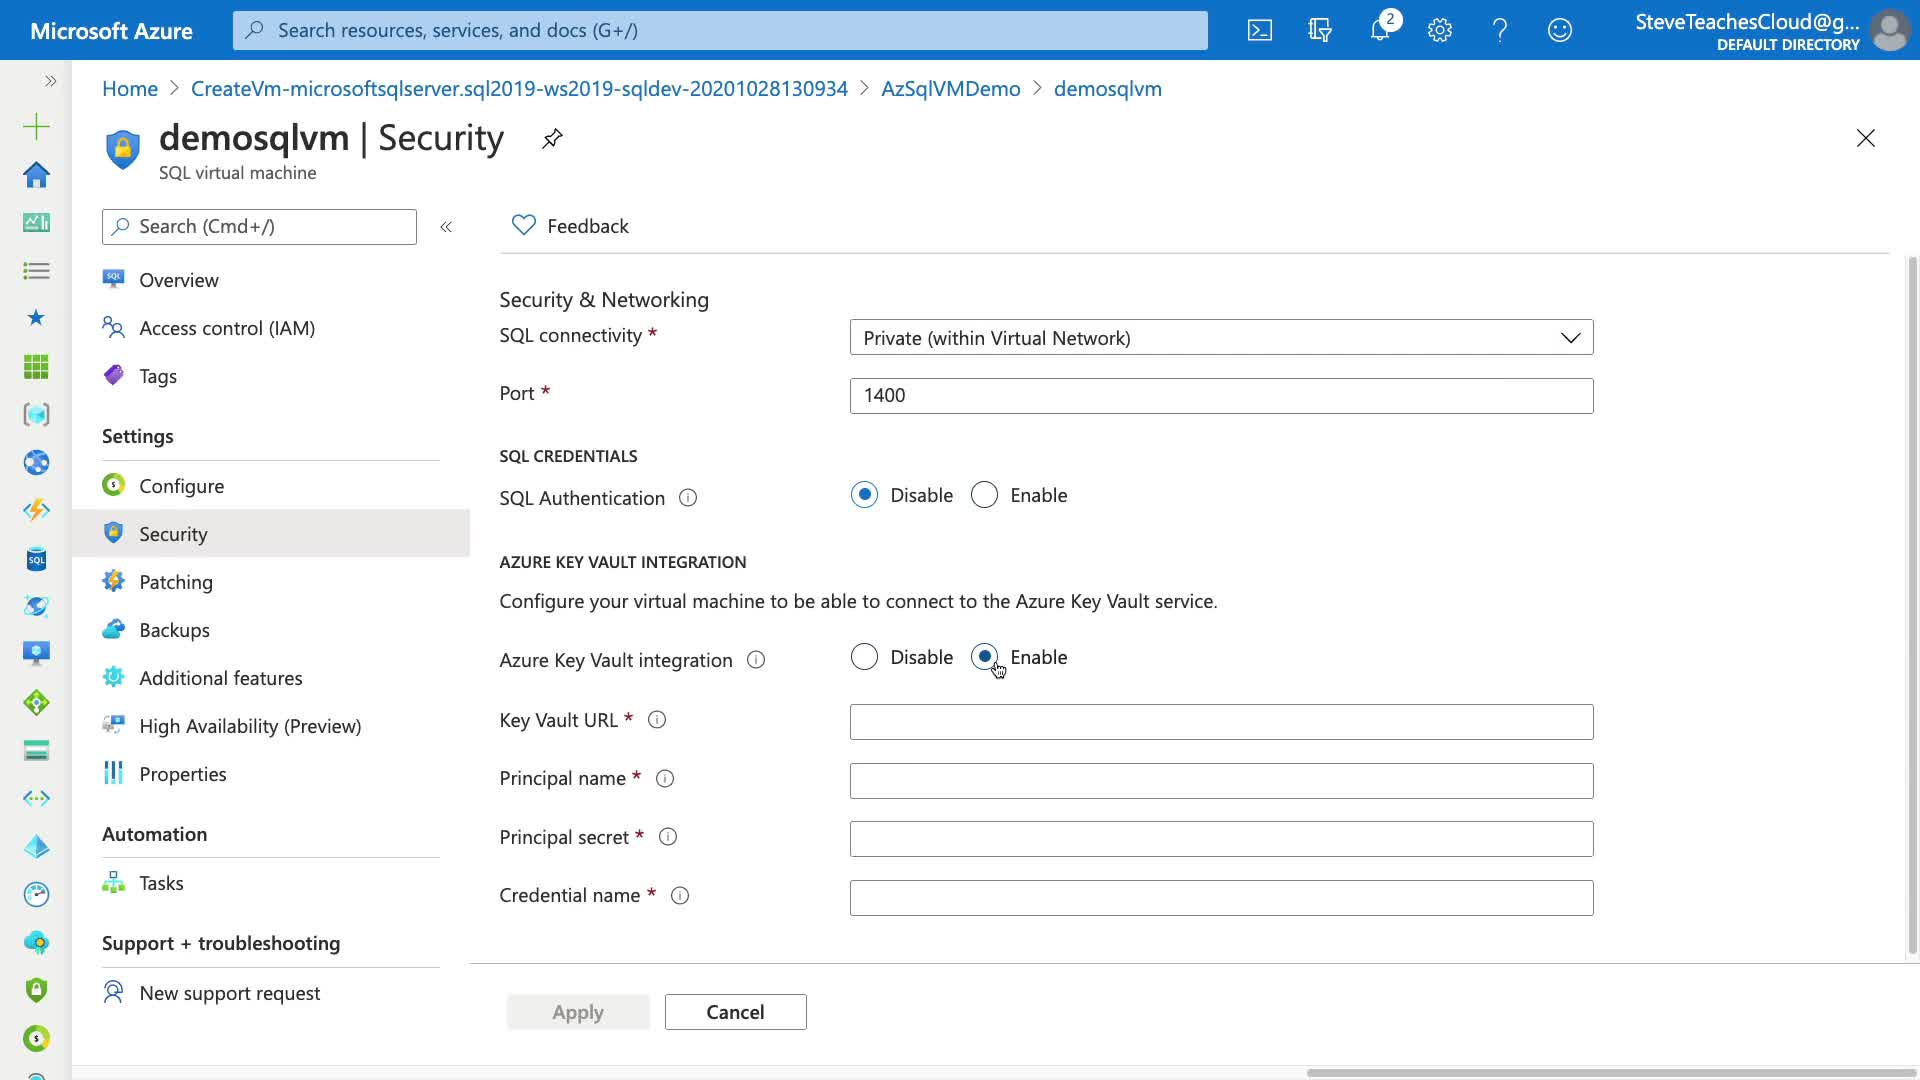 Microsoft Azure
Search resources, services, and docs (G+/)
2
SteveTeachesCloud@g...
DEFAULT DIRECTORY
Home > CreateVm-microsoftsqlserver.sql2019-ws2019-sqldev-20201028130934 > AzSqlVMDemo > demosqlvm
demosqlvm | Security
SQL virtual machine
Search (Cmd+/)
«
Feedback
Overview
Access control (IAM)
Tags
Settings
Configure
Security
Patching
Backups
Additional features
High Availability (Preview)
Properties
Automation
Tasks
Support + troubleshooting
New support request
Security & Networking
SQL connectivity *
Private (within Virtual Network)
Port *
1400
SQL CREDENTIALS
SQL Authentication
Disable
Enable
AZURE KEY VAULT INTEGRATION
Configure your virtual machine to be able to connect to the Azure Key Vault service.
Azure Key Vault integration
Disable
Enable
Key Vault URL *
Principal name *
Principal secret *
Credential name *
Apply
Cancel